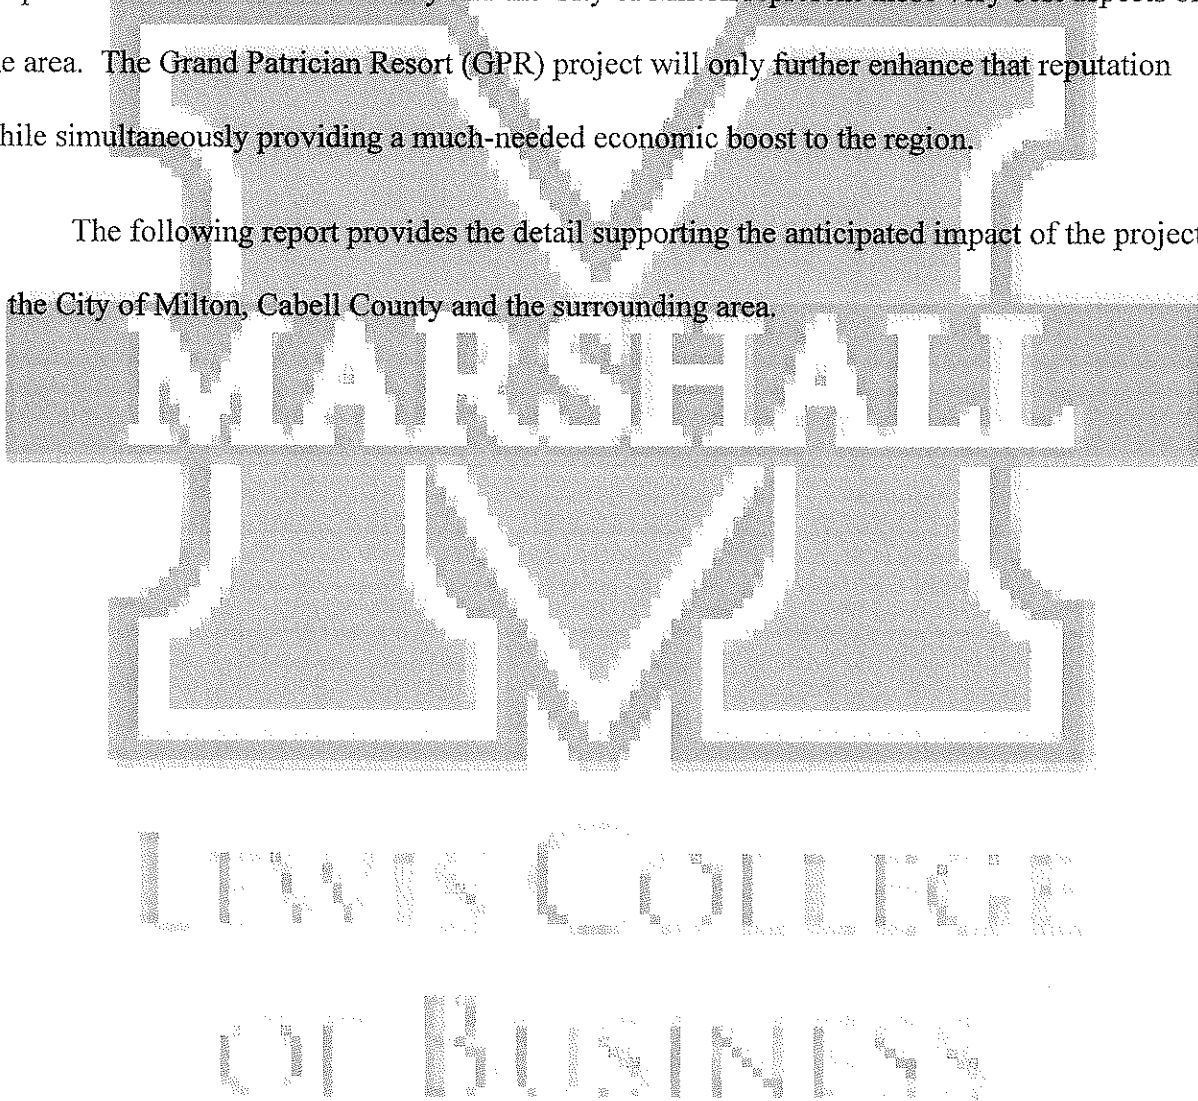 area. The Grand Patrician Resort (GPR) project will only further enhance that reputation
simultaneously providing a much-needed economic boost to the region.
The following report provides the detail supporting the anticipated impact of the project
the City of Milton, Cabell County and the surrounding area.
MARSHALL
LEWIS COLLEGE
OF BUSINESS